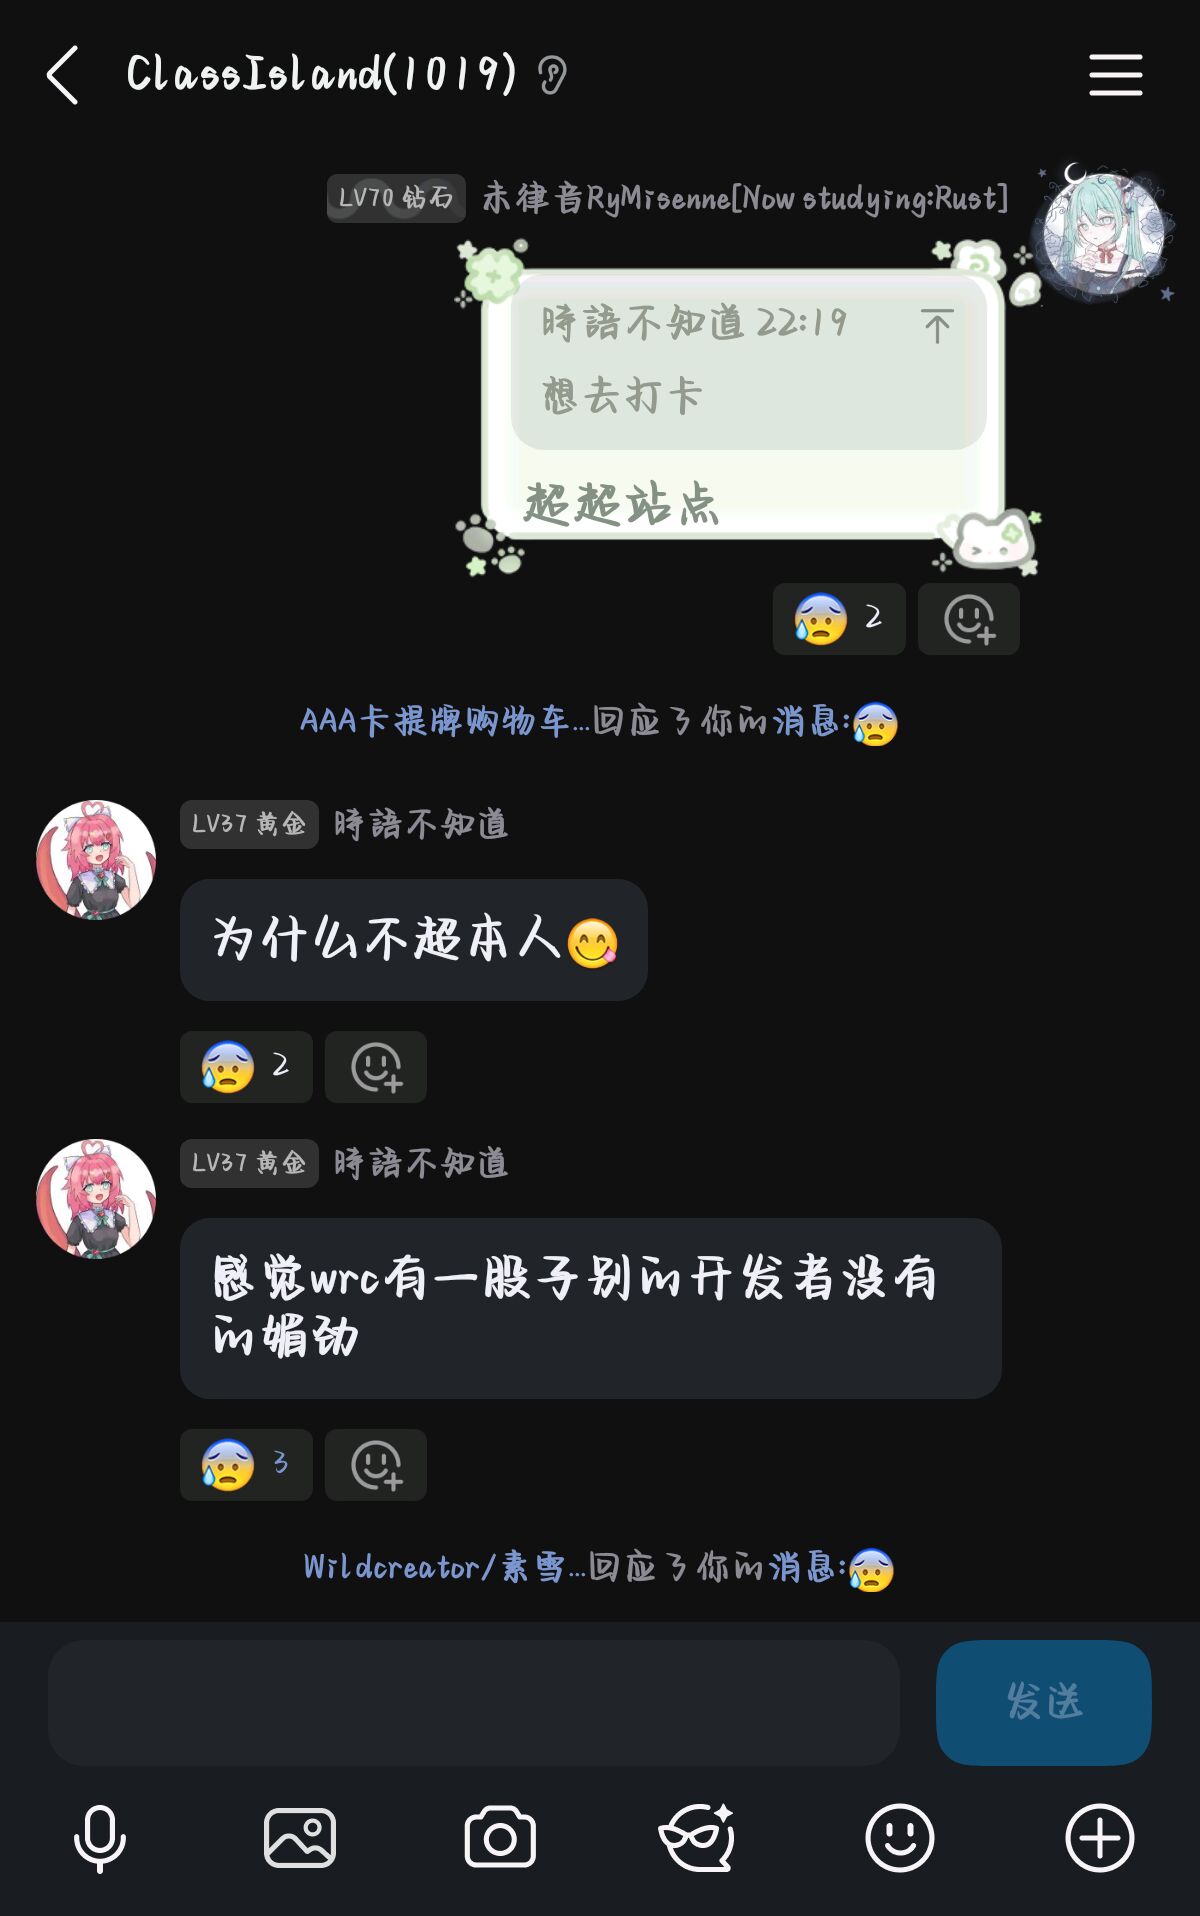 ClassIsland(1019)
LV70 钻石 未律音RyMisenne[Now studying:Rust]
時語不知道 22:19
想去打卡
超超站点
2
AAA卡提牌购物车...回应了你的消息:
LV37 黄金 時語不知道
为什么不超本人😋
2
LV37 黄金 時語不知道
感觉wrc有一股子别的开发者没有
的媚劲
3
Wildcreator/素雪...回应了你的消息:
发送